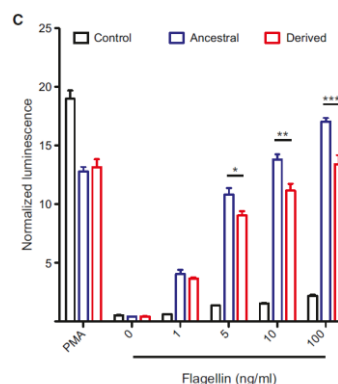 C
Control Ancestral Derived
Normalized luminescence
25
20
15
10
5
*
**
***
PMA 0 1 5 10 100
Flagellin (ng/ml)